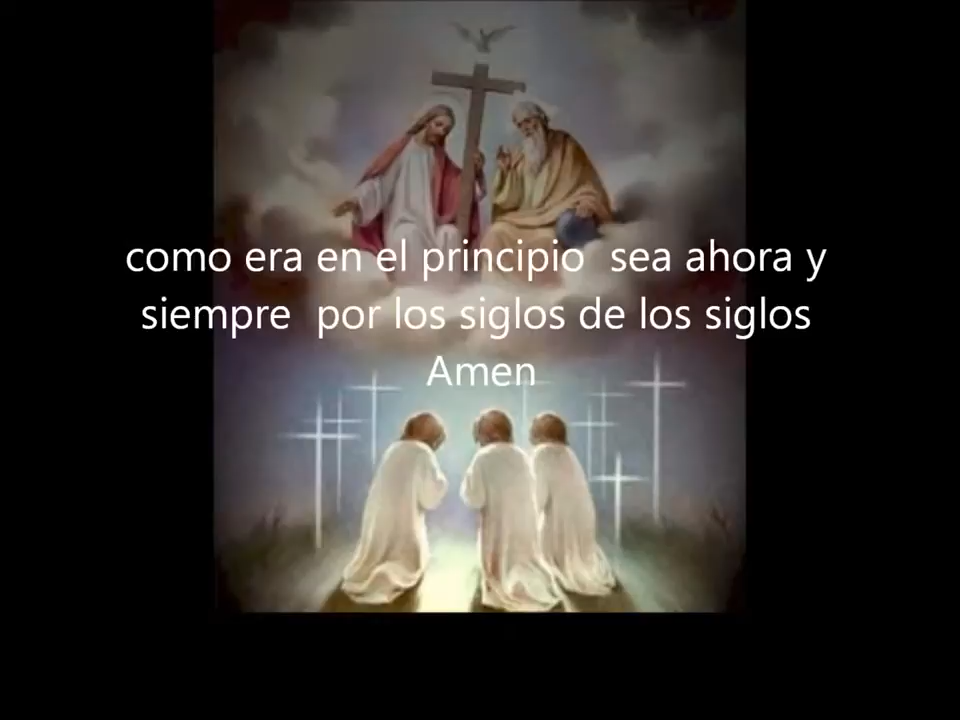 como era en el principio  sea ahora y
siempre  por los siglos de los siglos
Amen